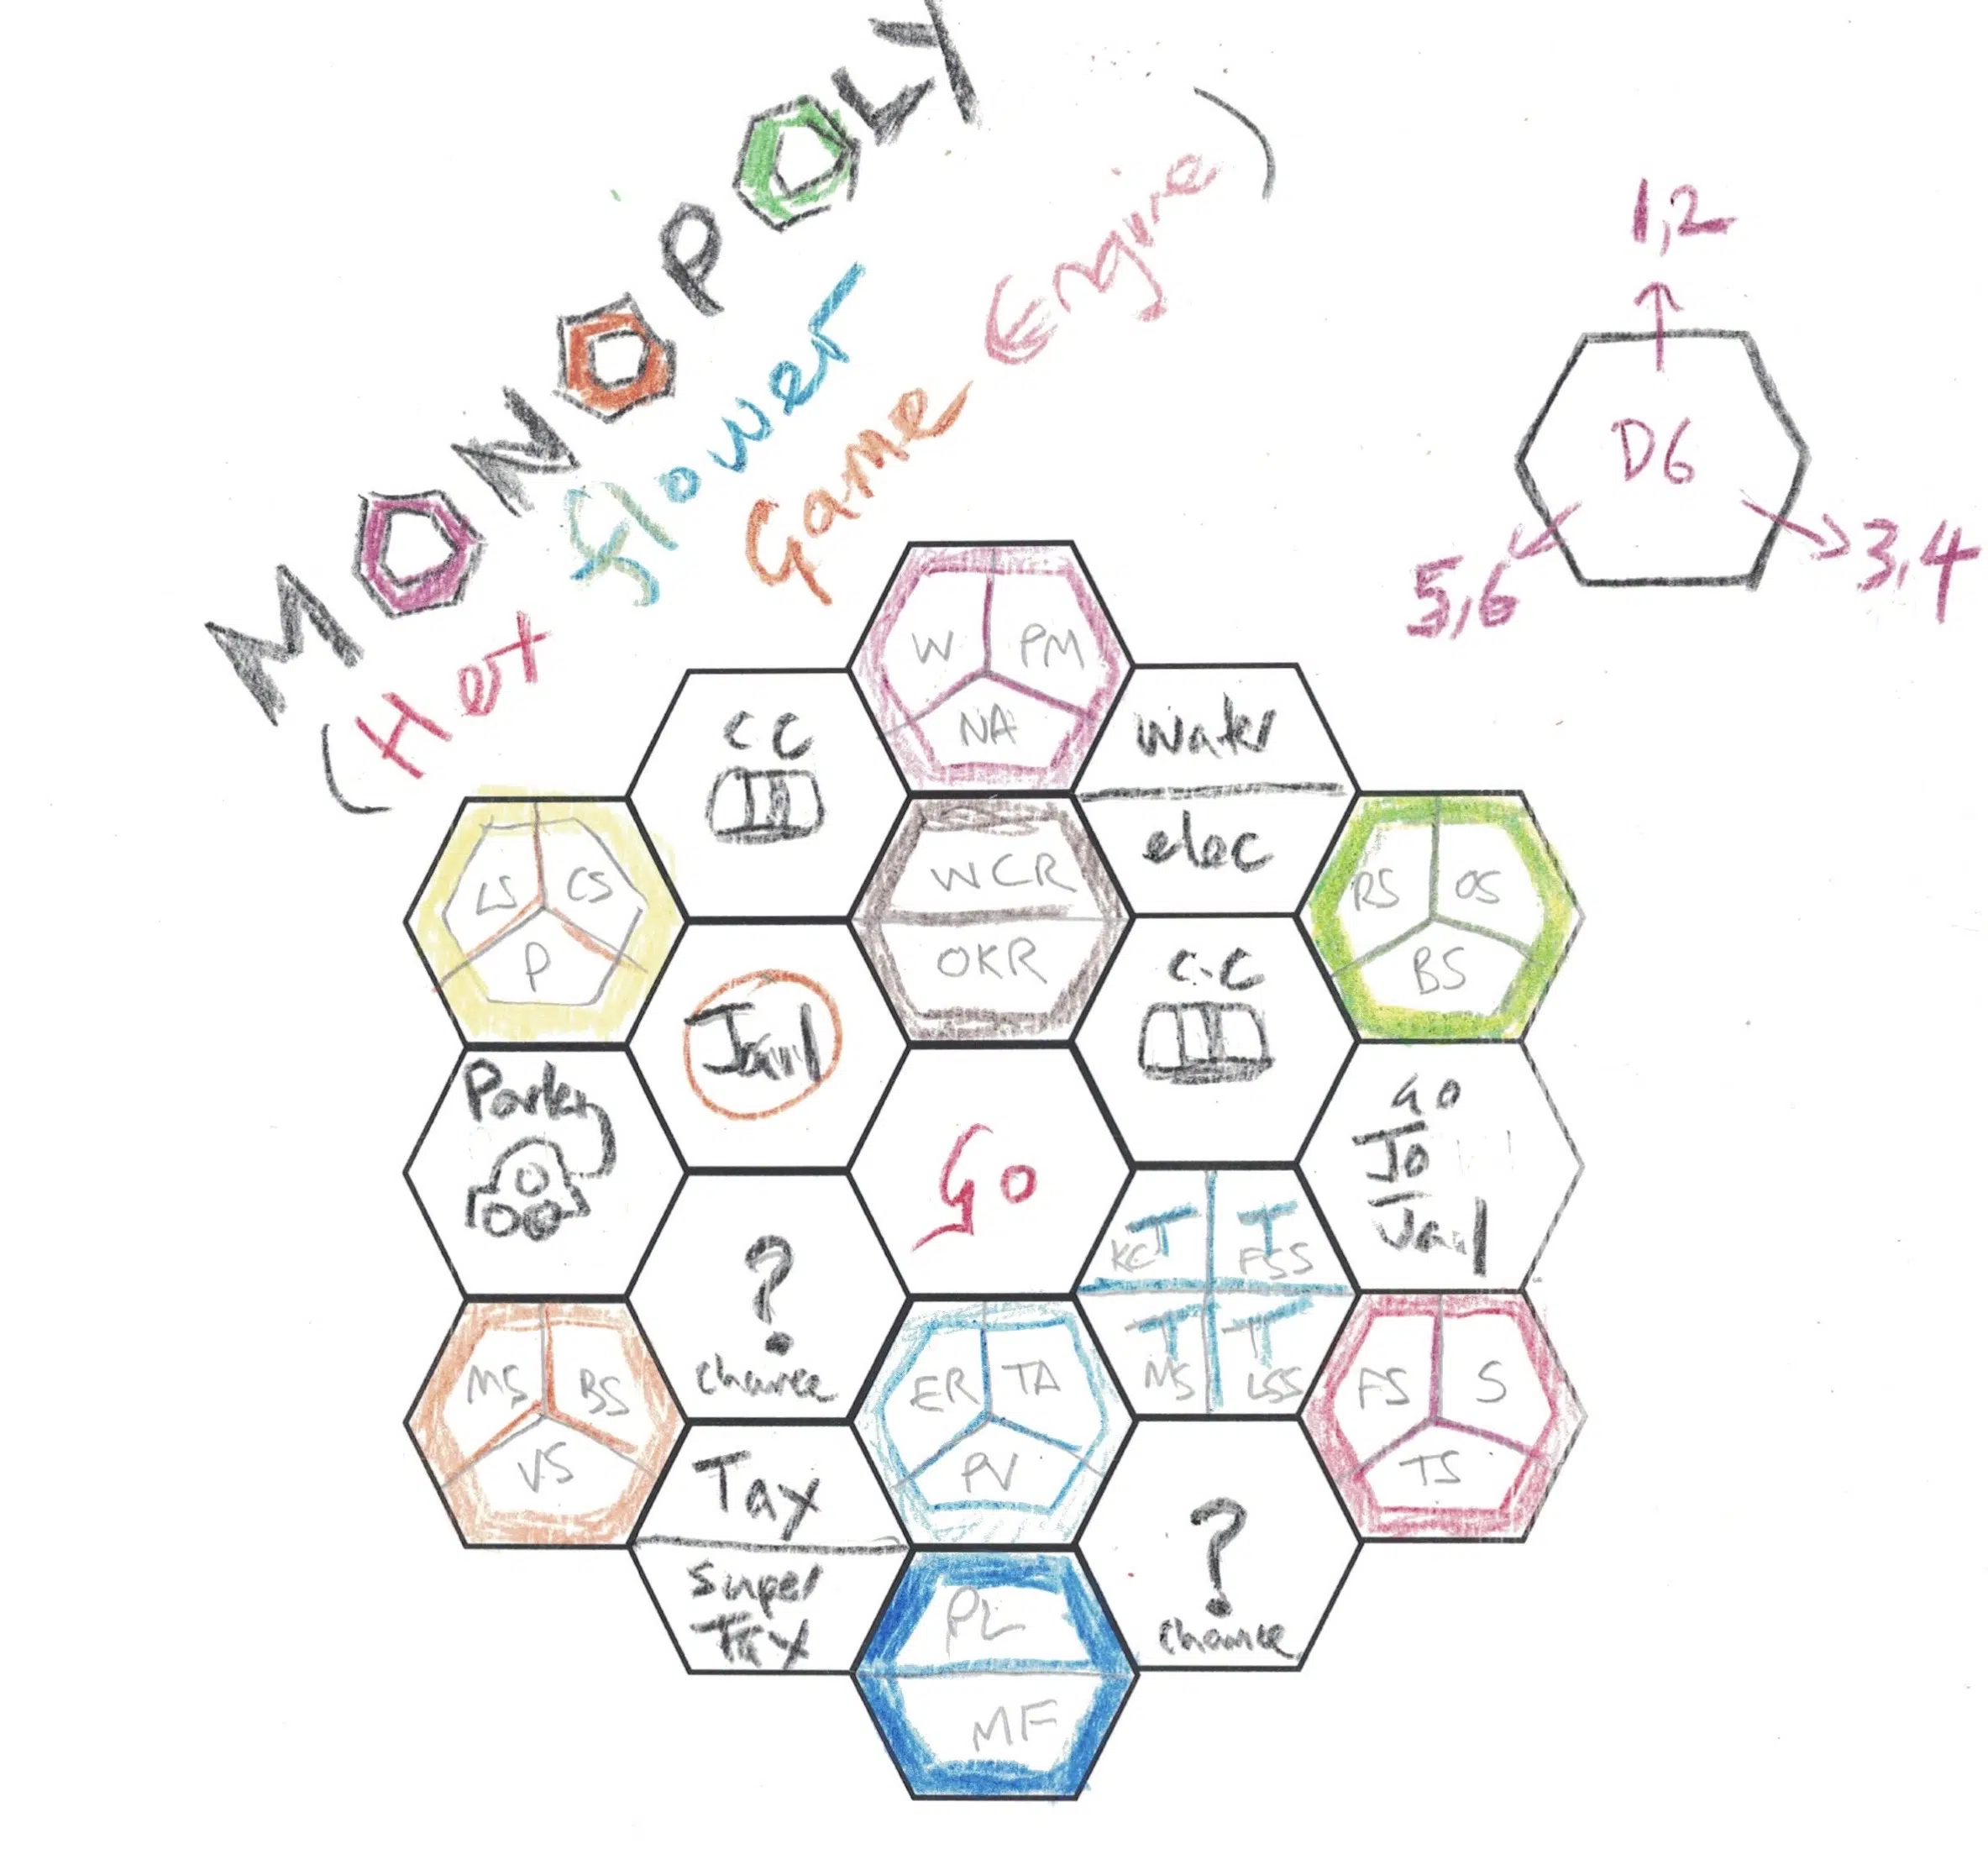 MONOPOLY
(Hex flower Game Engine)
1,2
D6
3,4
5,6
W PM
NA
CC
Water
elec
LS CS
P
WCR
OKR
RS OS
BS
Jail
C.C
Parking
Go
Go
To
Jail
?
chance
KC FSS
MS LSS
MS BS
VS
ER TA
PV
FS S
TS
Tax
Super
Tax
?
chance
PL
MF